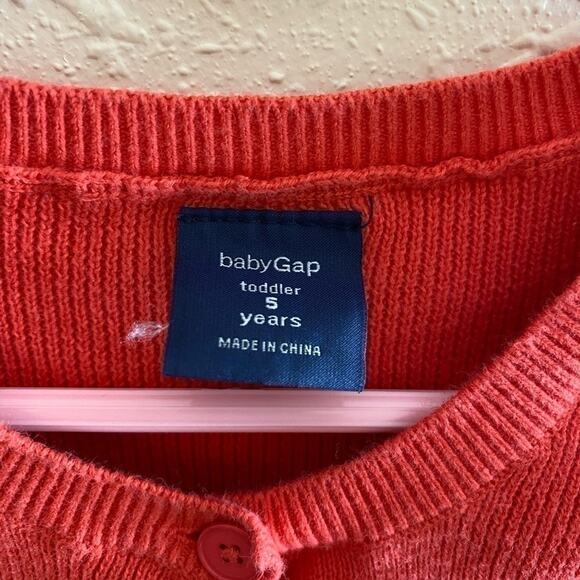 babyGap
toddler
5
years
MADE IN CHINA